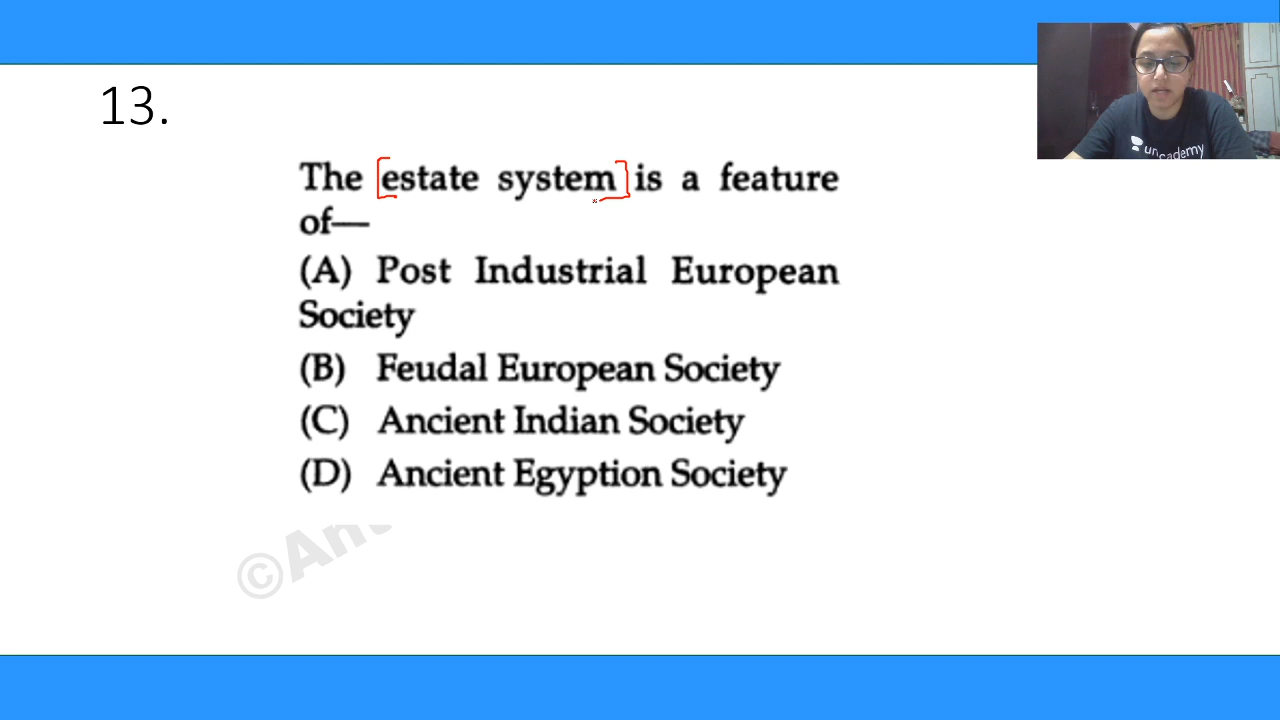 13.
The estate system is a feature
of—
(A) Post Industrial European
Society
(B) Feudal European Society
(C) Ancient Indian Society
(D) Ancient Egyption Society
unacademy